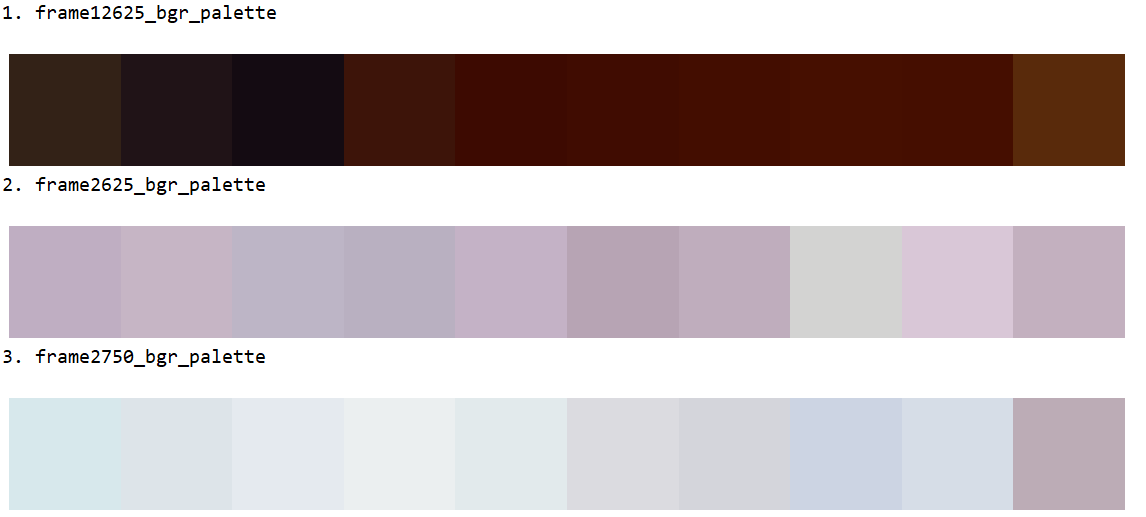 1. frame12625_bgr_palette
2. frame2625_bgr_palette
3. frame2750_bgr_palette